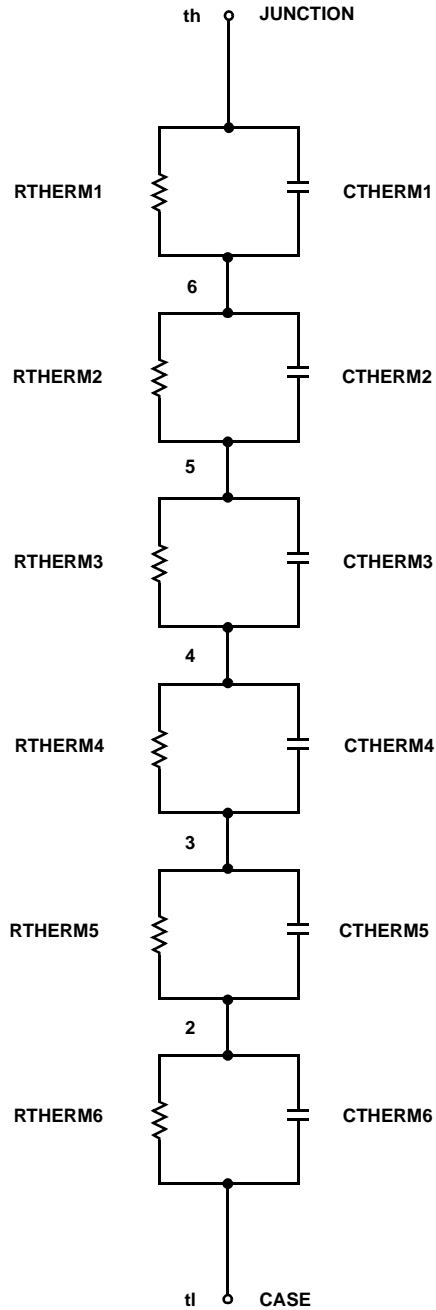 th JUNCTION
RTHERM1 CTHERM1
6
RTHERM2 CTHERM2
5
RTHERM3 CTHERM3
4
RTHERM4 CTHERM4
3
RTHERM5 CTHERM5
2
RTHERM6 CTHERM6
tl CASE